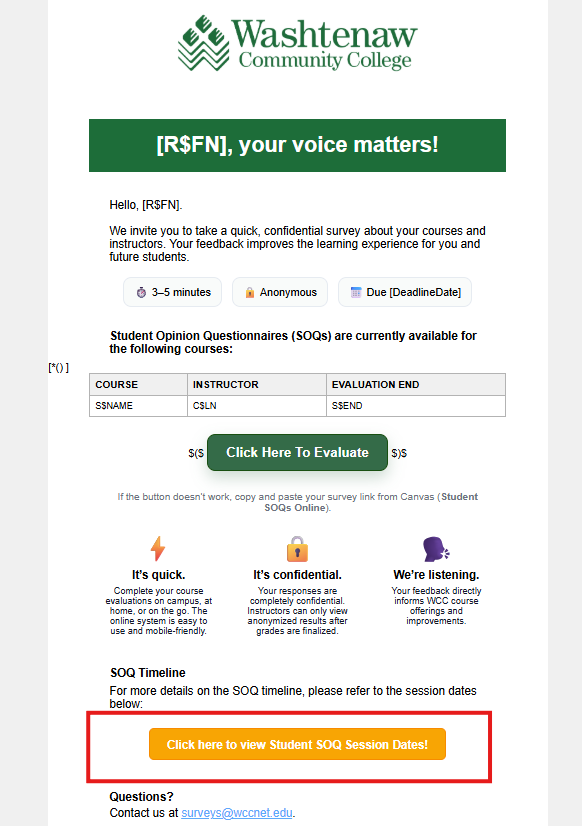 Washtenaw
Community College
[R$FN], your voice matters!
Hello, [R$FN].
We invite you to take a quick, confidential survey about your courses and
instructors. Your feedback improves the learning experience for you and
future students.
3–5 minutes
Anonymous
Due [DeadlineDate]
Student Opinion Questionnaires (SOQs) are currently available for
the following courses:
[*() ]
COURSE INSTRUCTOR EVALUATION END
S$NAME C$LN S$END
$($ Click Here To Evaluate $)$
If the button doesn't work, copy and paste your survey link from Canvas (Student
SOQs Online).
It's quick.
Complete your course
evaluations on campus, at
home, or on the go. The
online system is easy to
use and mobile-friendly.
It's confidential.
Your responses are
completely confidential.
Instructors can only view
anonymized results after
grades are finalized.
We're listening.
Your feedback directly
informs WCC course
offerings and
improvements.
SOQ Timeline
For more details on the SOQ timeline, please refer to the session dates
below:
Click here to view Student SOQ Session Dates!
Questions?
Contact us at surveys@wccnet.edu.